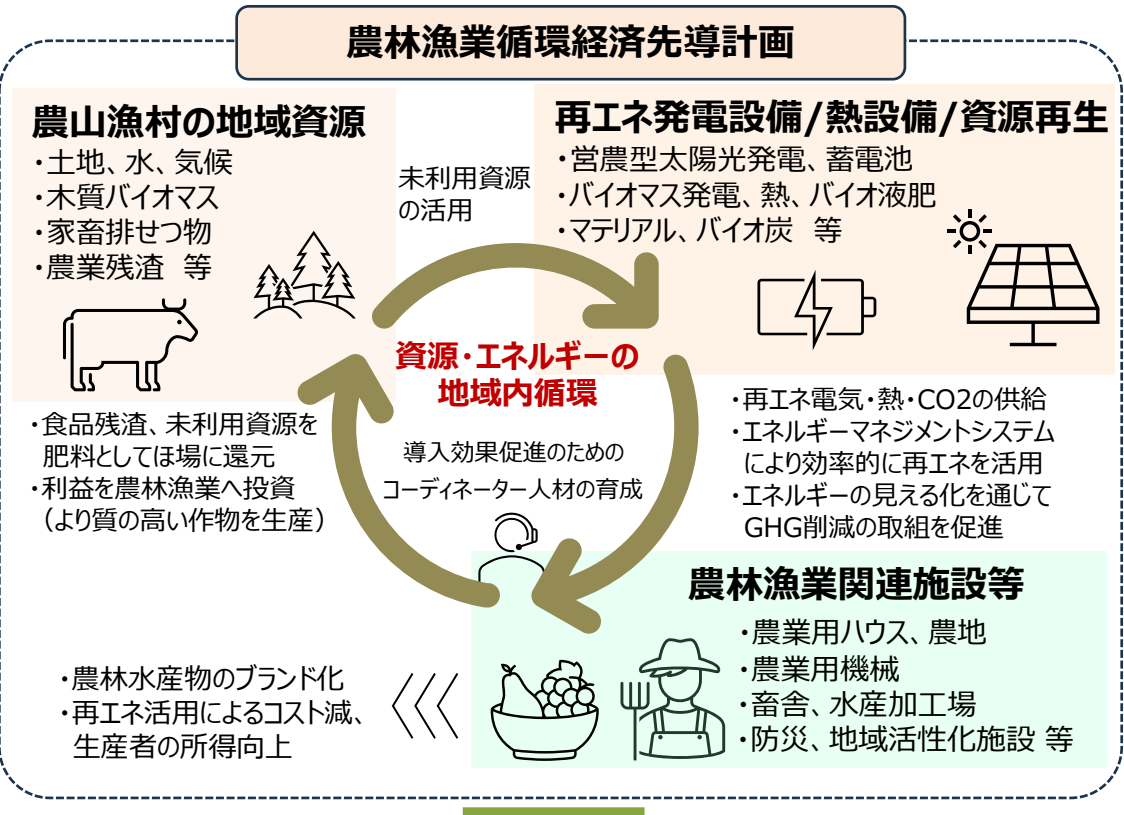 農林漁業循環経済先導計画
農山漁村の地域資源
・土地、水、気候
・木質バイオマス
・家畜排せつ物
・農業残渣 等
未利用資源
の活用
再エネ発電設備/熱設備/資源再生
・営農型太陽光発電、蓄電池
・バイオマス発電、熱、バイオ液肥
・マテリアル、バイオ炭 等
資源・エネルギーの
地域内循環
導入効果促進のための
コーディネーター人材の育成
・食品残渣、未利用資源を
肥料としてほ場に還元
・利益を農林漁業へ投資
（より質の高い作物を生産）
・再エネ電気・熱・CO2の供給
・エネルギーマネジメントシステム
により効率的に再エネを活用
・エネルギーの見える化を通じて
GHG削減の取組を促進
農林漁業関連施設等
・農業用ハウス、農地
・農業用機械
・畜舎、水産加工場
・防災、地域活性化施設 等
・農林水産物のブランド化
・再エネ活用によるコスト減、
生産者の所得向上